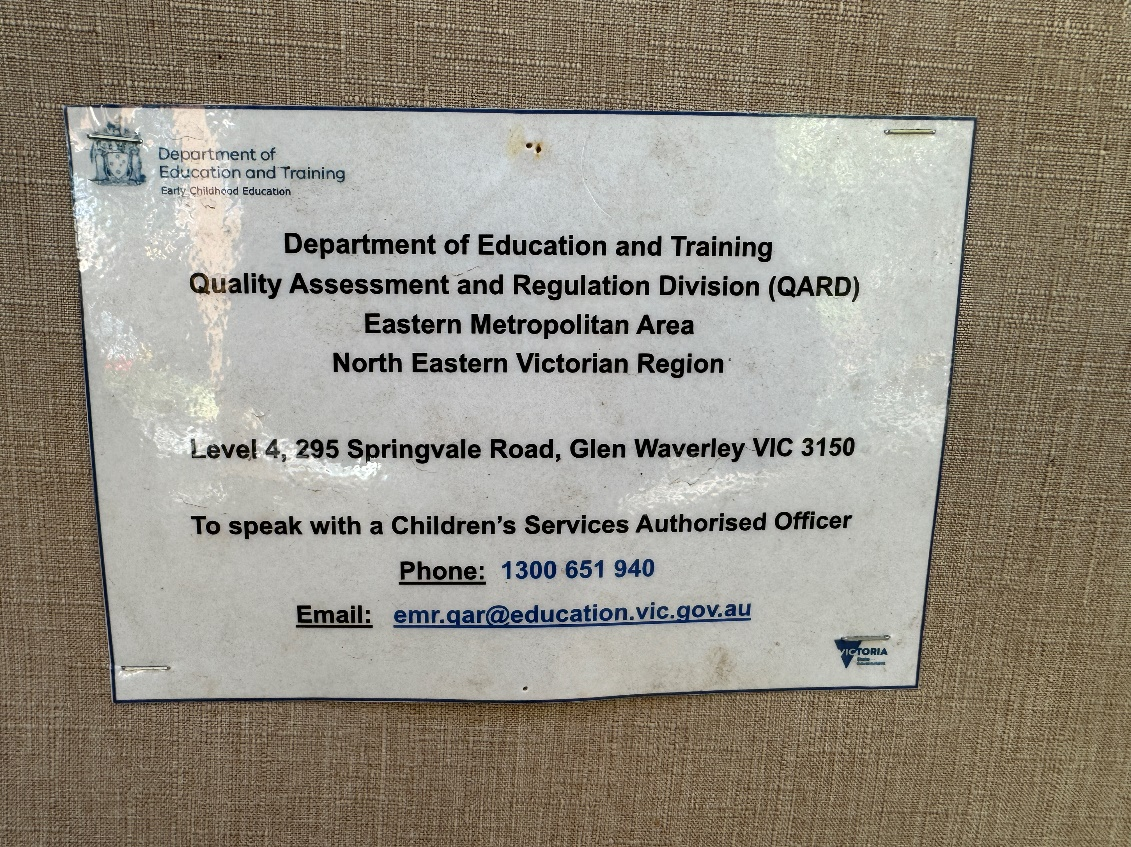 Department of
Education and Training
Early Childhood Education
Department of Education and Training
Quality Assessment and Regulation Division (QARD)
Eastern Metropolitan Area
North Eastern Victorian Region
Level 4, 295 Springvale Road, Glen Waverley VIC 3150
To speak with a Children's Services Authorised Officer
Phone: 1300 651 940
Email: emr.qar@education.vic.gov.au
VICTORIA